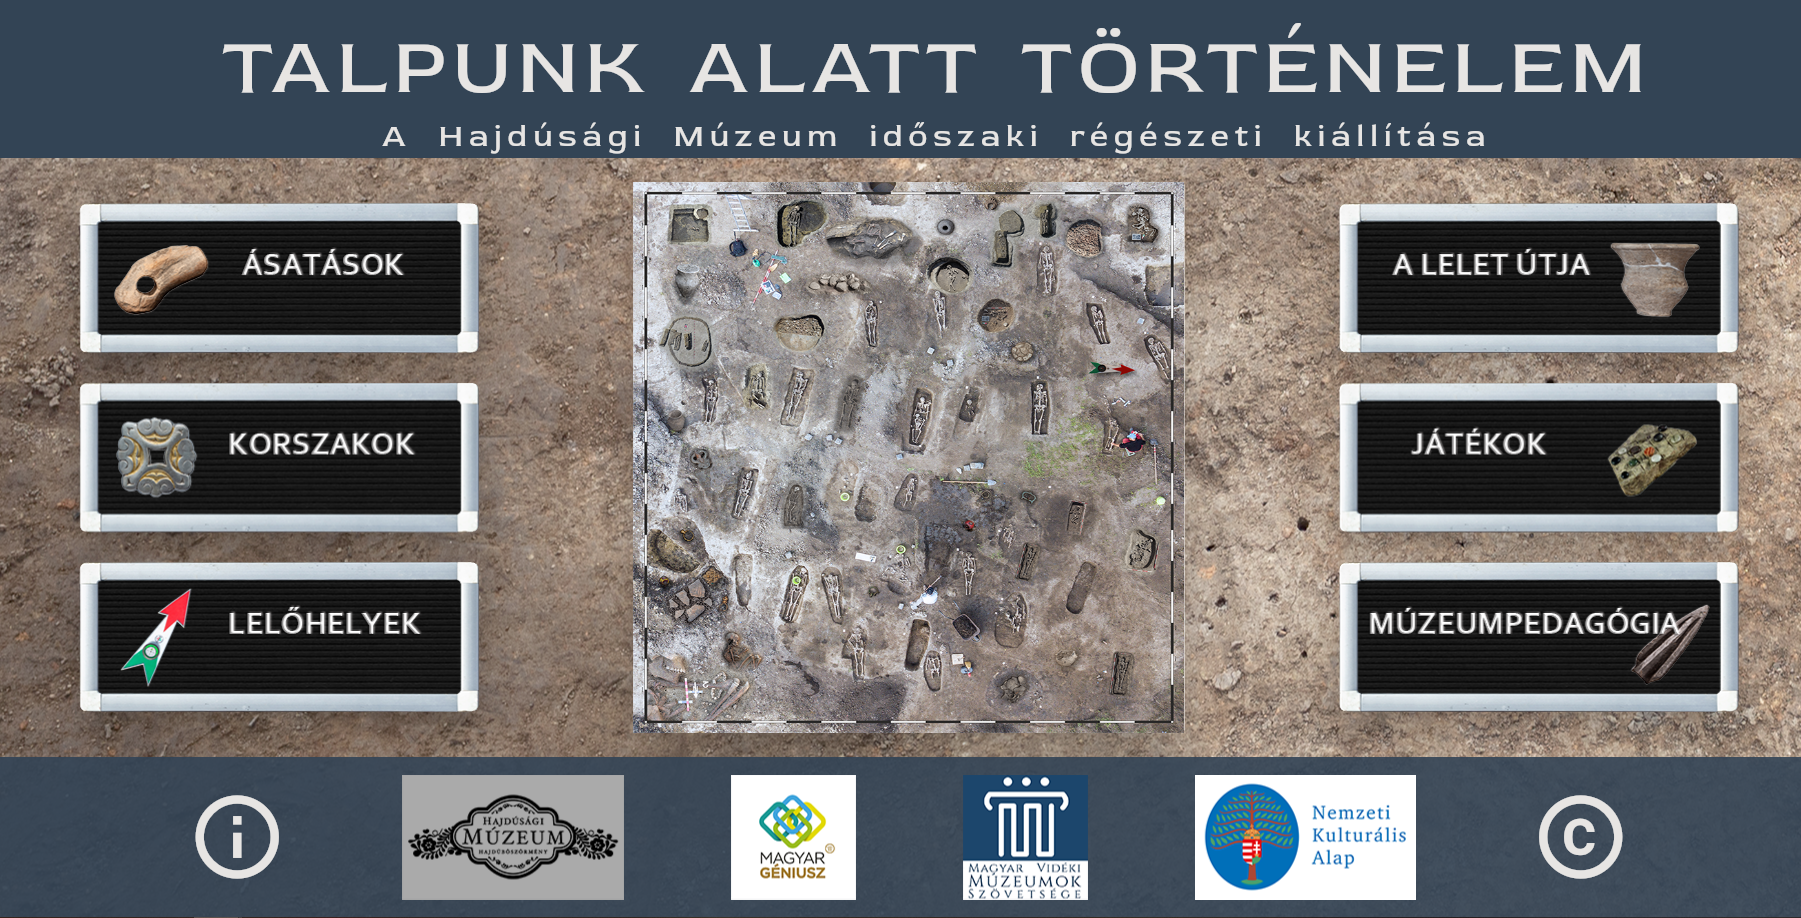 TALPUNK ALATT TÖRTÉNELEM
A Hajdúsági Múzeum időszaki régészeti kiállítása
ÁSATÁSOK
KORSZAKOK
LELŐHELYEK
A LELET ÚTJA
JÁTÉKOK
MÚZEUMPEDAGÓGIA
i
HAJDÚSÁGI
MÚZEUM
HAJDÚBÖSZÖRMÉNY
MAGYAR®
GÉNIUSZ
MAGYAR VIDÉKI
MÚZEUMOK
SZÖVETSÉGE
Nemzeti
Kulturális
Alap
©